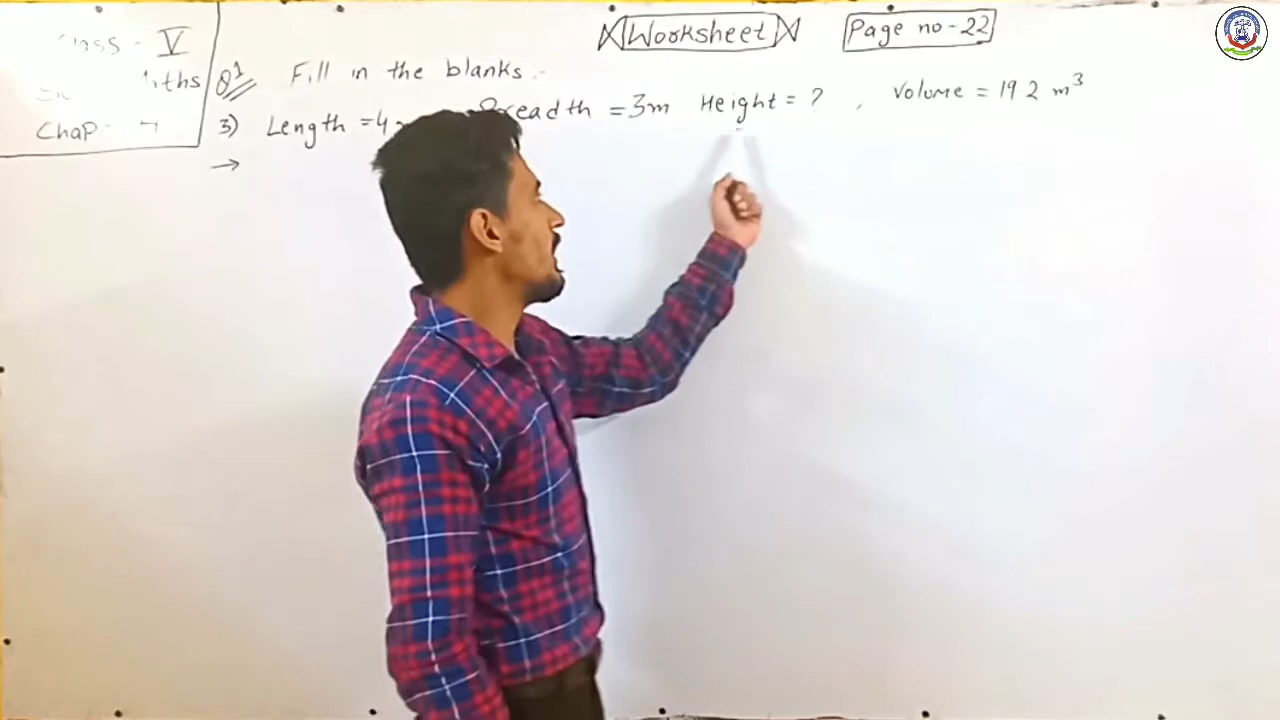 Worksheet
Page no-22
V
Q1 Fill in the blanks :-
3) Length = 4 Breadth = 3m Height = ? , Volume = 192 m³
→
Chap